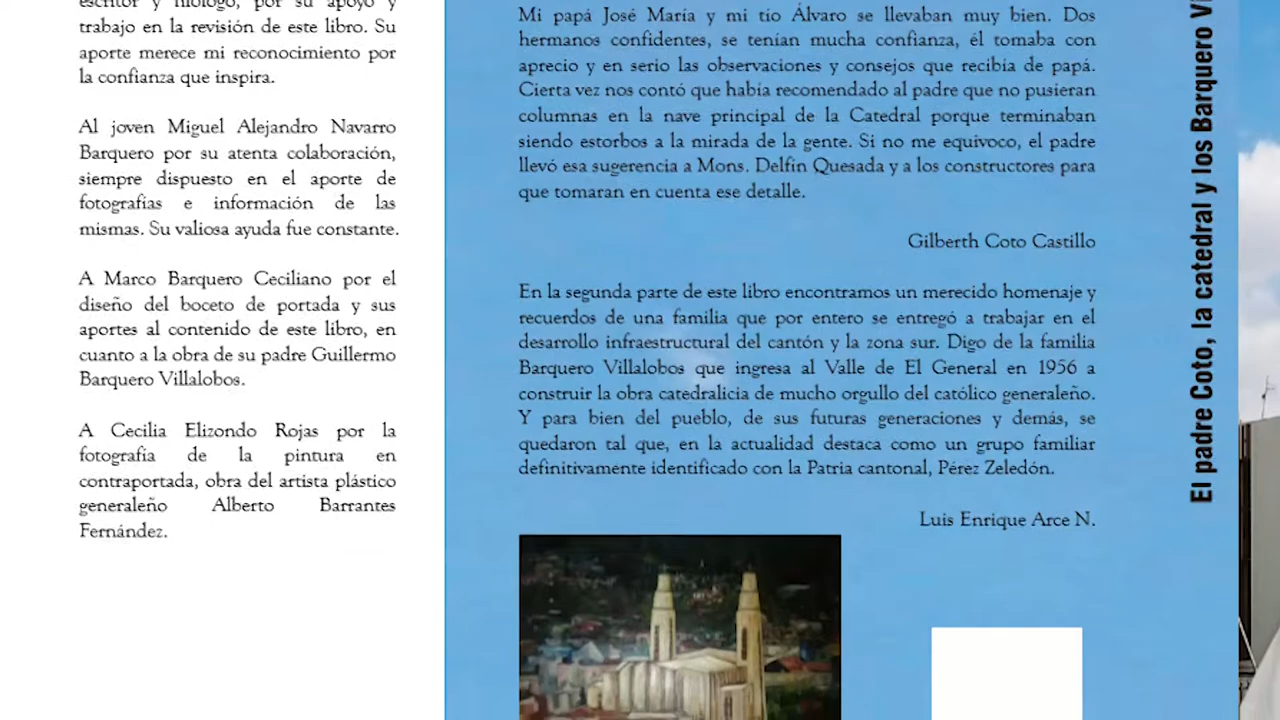 escritor y filólogo, por su apoyo y
trabajo en la revisión de este libro. Su
aporte merece mi reconocimiento por
la confianza que inspira.
Al joven Miguel Alejandro Navarro
Barquero por su atenta colaboración,
siempre dispuesto en el aporte de
fotografías e información de las
mismas. Su valiosa ayuda fue constante.
A Marco Barquero Ceciliano por el
diseño del boceto de portada y sus
aportes al contenido de este libro, en
cuanto a la obra de su padre Guillermo
Barquero Villalobos.
A Cecilia Elizondo Rojas por la
fotografía de la pintura en
contraportada, obra del artista plástico
generaleño Alberto Barrantes
Fernández.
Mi papá José María y mi tío Álvaro se llevaban muy bien. Dos
hermanos confidentes, se tenían mucha confianza, él tomaba con
aprecio y en serio las observaciones y consejos que recibía de papá.
Cierta vez nos contó que había recomendado al padre que no pusieran
columnas en la nave principal de la Catedral porque terminaban
siendo estorbos a la mirada de la gente. Si no me equivoco, el padre
llevó esa sugerencia a Mons. Delfín Quesada y a los constructores para
que tomaran en cuenta ese detalle.
Gilberth Coto Castillo
En la segunda parte de este libro encontramos un merecido homenaje y
recuerdos de una familia que por entero se entregó a trabajar en el
desarrollo infraestructural del cantón y la zona sur. Digo de la familia
Barquero Villalobos que ingresa al Valle de El General en 1956 a
construir la obra catedralicia de mucho orgullo del católico generaleño.
Y para bien del pueblo, de sus futuras generaciones y demás, se
quedaron tal que, en la actualidad destaca como un grupo familiar
definitivamente identificado con la Patria cantonal, Pérez Zeledón.
Luis Enrique Arce N.
El padre Coto, la catedral y los Barquero Vi